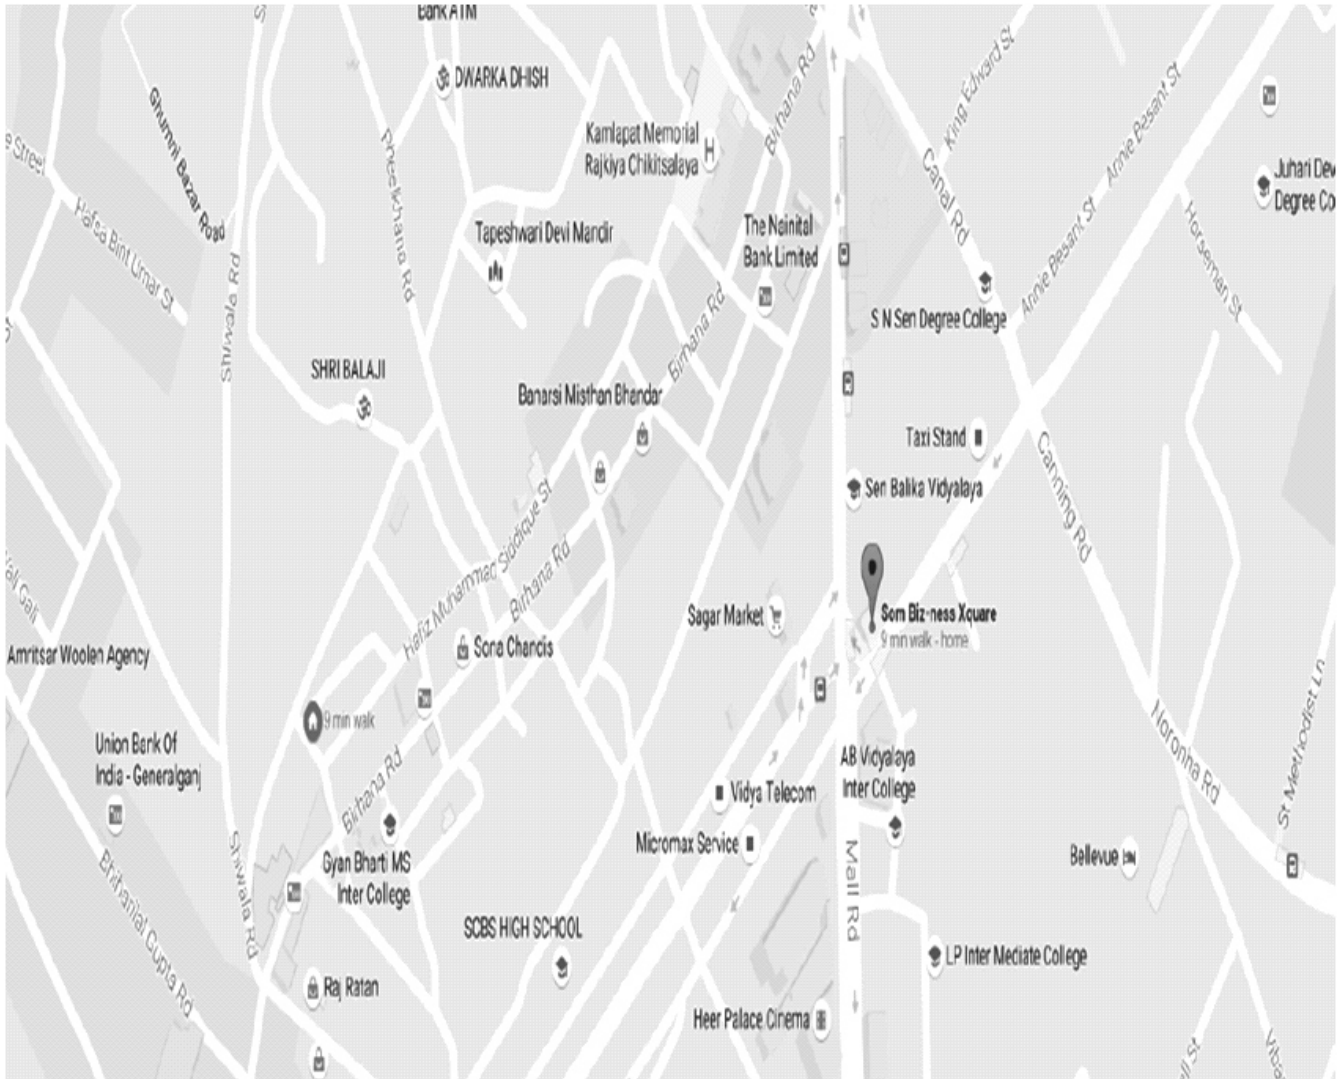 Bank ATM
DWARKA DHISH
Ghumni Bazar Road
Pheelkhana Rd
Kamlapat Memorial
Rajkiya Chikitsalaya
Birhana Rd
King Edward St
Annie Besant St
Canal Rd
Juhari Dev
Degree Co
e Street
Hafsa Bint Umar St
Shiwala Rd
Tapeshwari Devi Mandir
The Nainital
Bank Limited
Annie Besant St
Horseman St
S N Sen Degree College
Birhana Rd
SHRI BALAJI
Banarsi Misthan Bhandar
Taxi Stand
Canning Rd
Sen Balika Vidyalaya
Hafiz Muhammad Siddique St
Birhana Rd
Sagar Market
Som Biz-ness Xquare
9 min walk - home
Sona Chandis
Amritsar Woolen Agency
9 min walk
Noronha Rd
St Methodist Ln
Union Bank Of
India - Generalganj
Birhana Rd
AB Vidyalaya
Inter College
Vidya Telecom
Micromax Service
Mall Rd
Bellevue
Gyan Bharti MS
Inter College
Shiwala Rd
SCBS HIGH SCHOOL
LP Inter Mediate College
Raj Ratan
Heer Palace Cinema
Gupta Rd